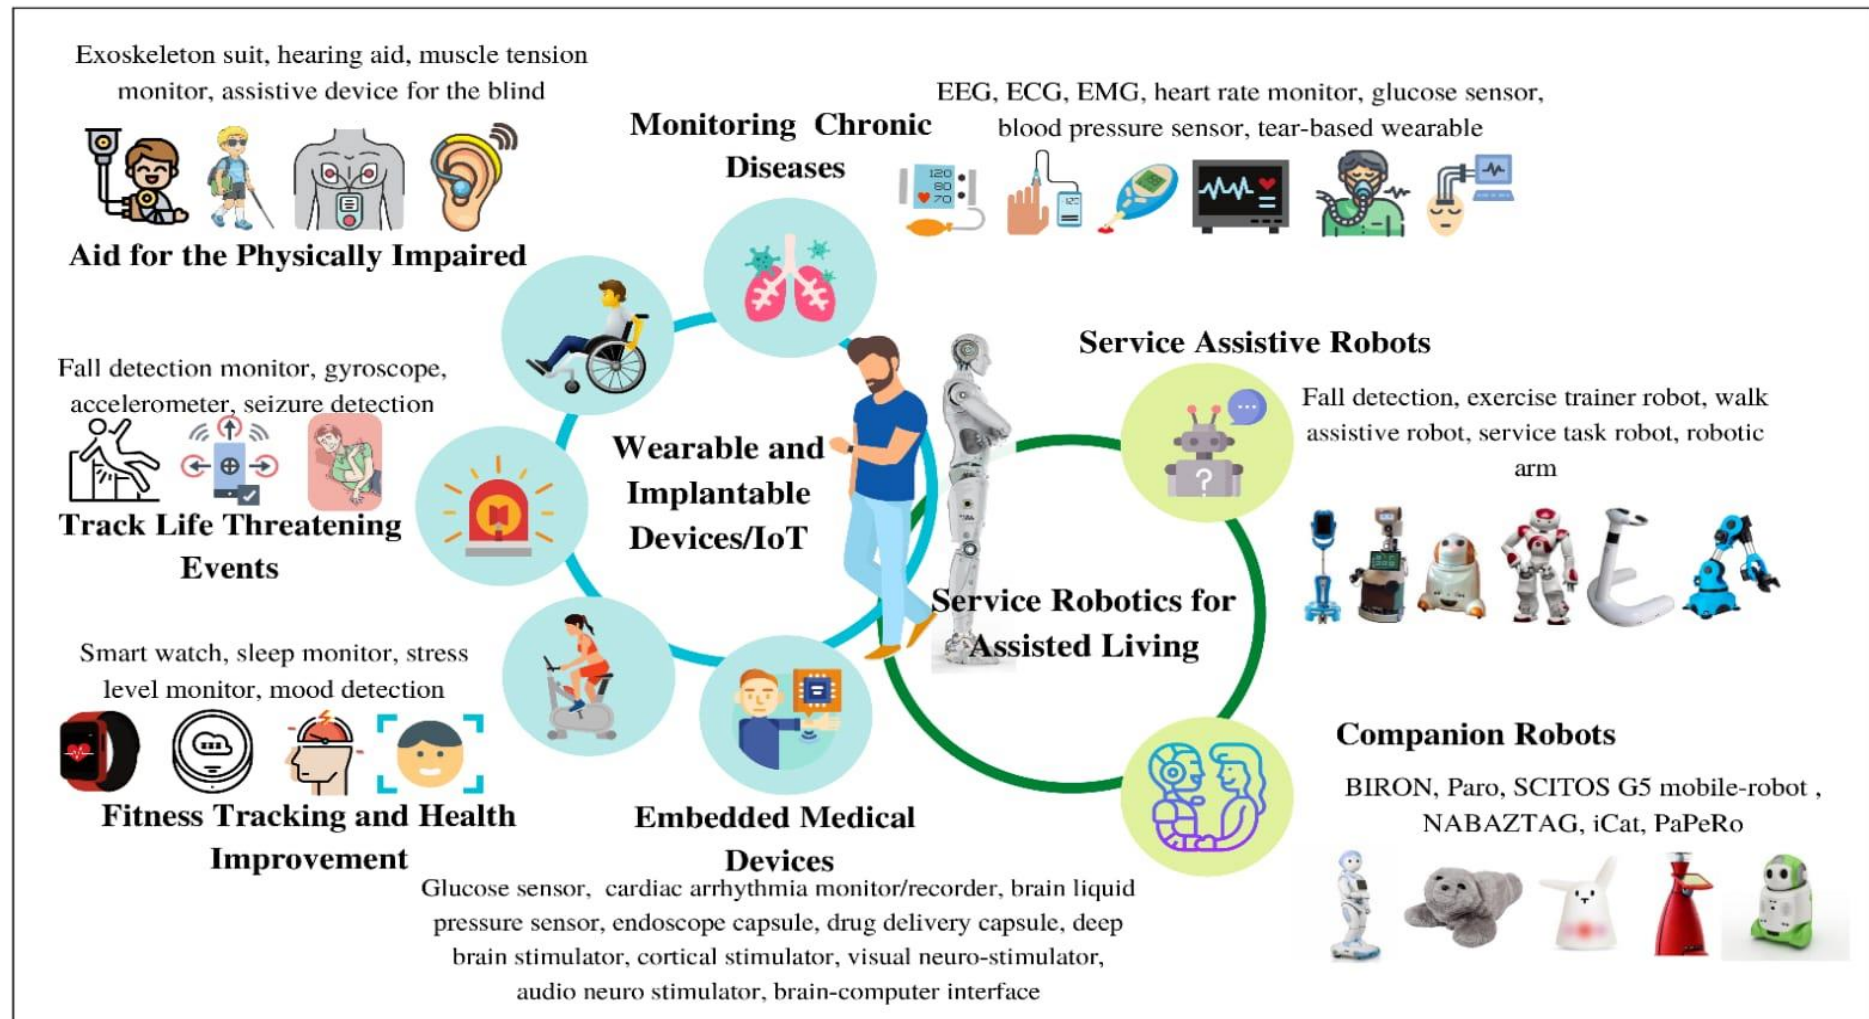 Exoskeleton suit, hearing aid, muscle tension
monitor, assistive device for the blind
Aid for the Physically Impaired
Monitoring Chronic
Diseases
EEG, ECG, EMG, heart rate monitor, glucose sensor,
blood pressure sensor, tear-based wearable
120
80
70
Fall detection monitor, gyroscope,
accelerometer, seizure detection
Track Life Threatening
Events
Wearable and
Implantable
Devices/IoT
Service Assistive Robots
?
Fall detection, exercise trainer robot, walk
assistive robot, service task robot, robotic
arm
Service Robotics for
Assisted Living
Smart watch, sleep monitor, stress
level monitor, mood detection
Fitness Tracking and Health
Improvement
Embedded Medical
Devices
Glucose sensor, cardiac arrhythmia monitor/recorder, brain liquid
pressure sensor, endoscope capsule, drug delivery capsule, deep
brain stimulator, cortical stimulator, visual neuro-stimulator,
audio neuro stimulator, brain-computer interface
Companion Robots
BIRON, Paro, SCITOS G5 mobile-robot ,
NABAZTAG, iCat, PaPeRo